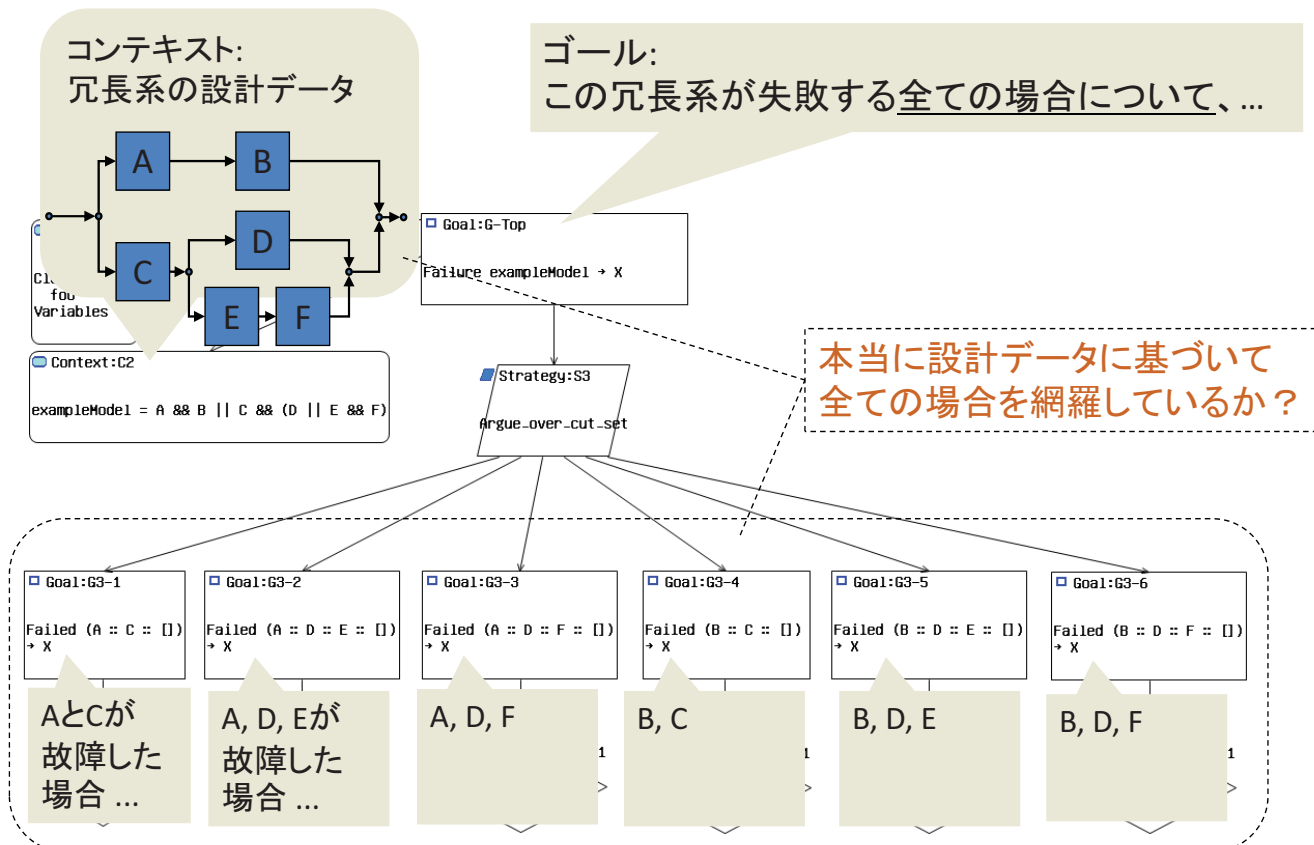 コンテキスト:
冗長系の設計データ
A
B
C
D
E
F
ゴール:
この冗長系が失敗する全ての場合について、...
foo
Variables
Context:C2
exampleModel = A && B || C && (D || E && F)
Goal:G-Top
Failure exampleModel → X
Strategy:S3
Argue_over_cut_set
本当に設計データに基づいて
全ての場合を網羅しているか？
Goal:G3-1
Failed (A :: C :: [])
→ X
Goal:G3-2
Failed (A :: D :: E :: [])
→ X
Goal:G3-3
Failed (A :: D :: F :: [])
→ X
Goal:G3-4
Failed (B :: C :: [])
→ X
Goal:G3-5
Failed (B :: D :: E :: [])
→ X
Goal:G3-6
Failed (B :: D :: F :: [])
→ X
AとCが
故障した
場合 ...
A, D, Eが
故障した
場合 ...
A, D, F
B, C
B, D, E
B, D, F
1
1
1